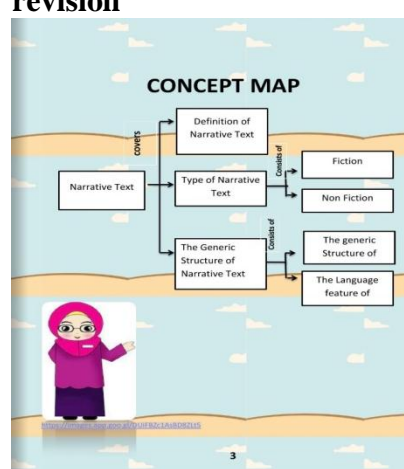 revision
CONCEPT MAP
Definition of
Narrative Text
covers
Narrative Text
Type of Narrative
Text
Consists of
Fiction
Non Fiction
The Generic
Structure of
Narrative Text
Consists of
The generic
Structure of
The Language
feature of
3